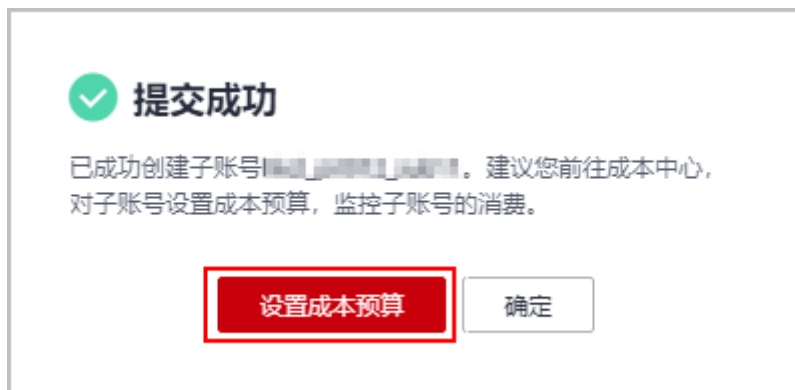 提交成功
已成功创建子账号。建议您前往成本中心，
对子账号设置成本预算，监控子账号的消费。
设置成本预算
确定